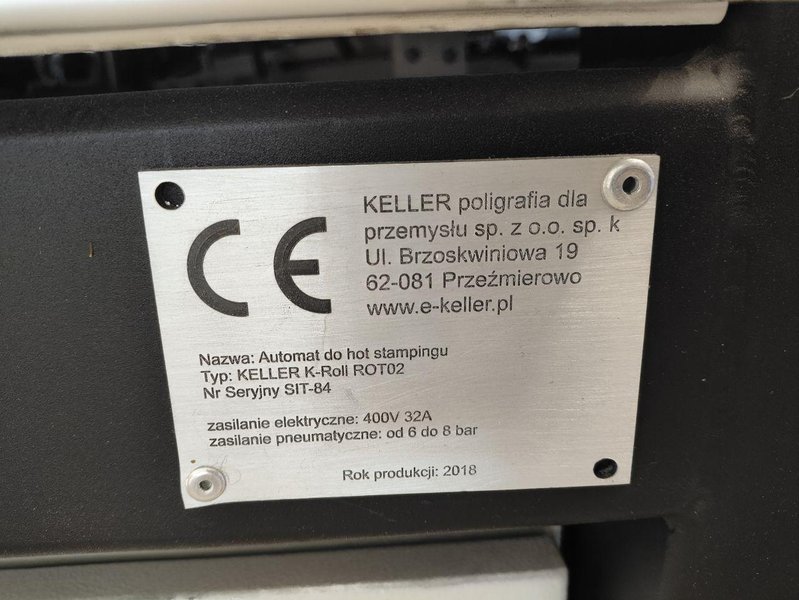 CE
KELLER poligrafia dla
przemysłu sp. z o.o. sp. k
Ul. Brzoskwiniowa 19
62-081 Przeźmierowo
www.e-keller.pl
Nazwa: Automat do hot stampingu
Typ: KELLER K-Roll ROT02
Nr Seryjny SIT-84
zasilanie elektryczne: 400V 32A
zasilanie pneumatyczne: od 6 do 8 bar
Rok produkcji: 2018